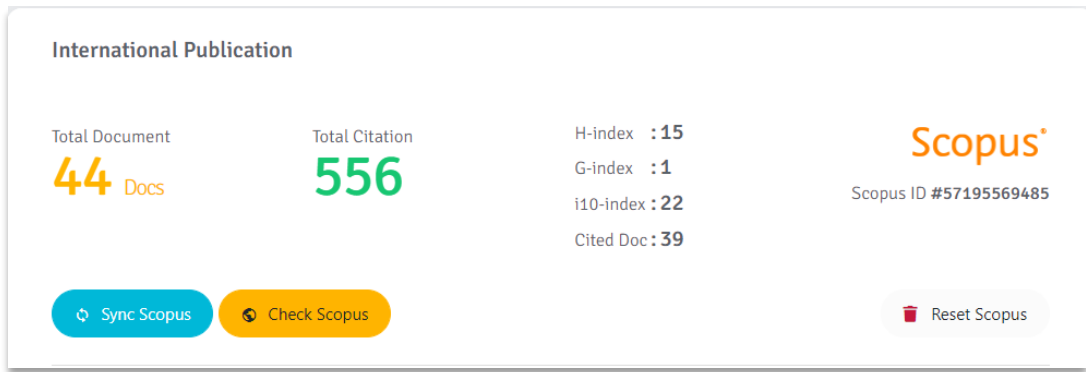 International Publication
Total Document
44 Docs
Total Citation
556
H-index : 15
G-index : 1
i10-index : 22
Cited Doc : 39
Scopus®
Scopus ID #57195569485
Sync Scopus
Check Scopus
Reset Scopus